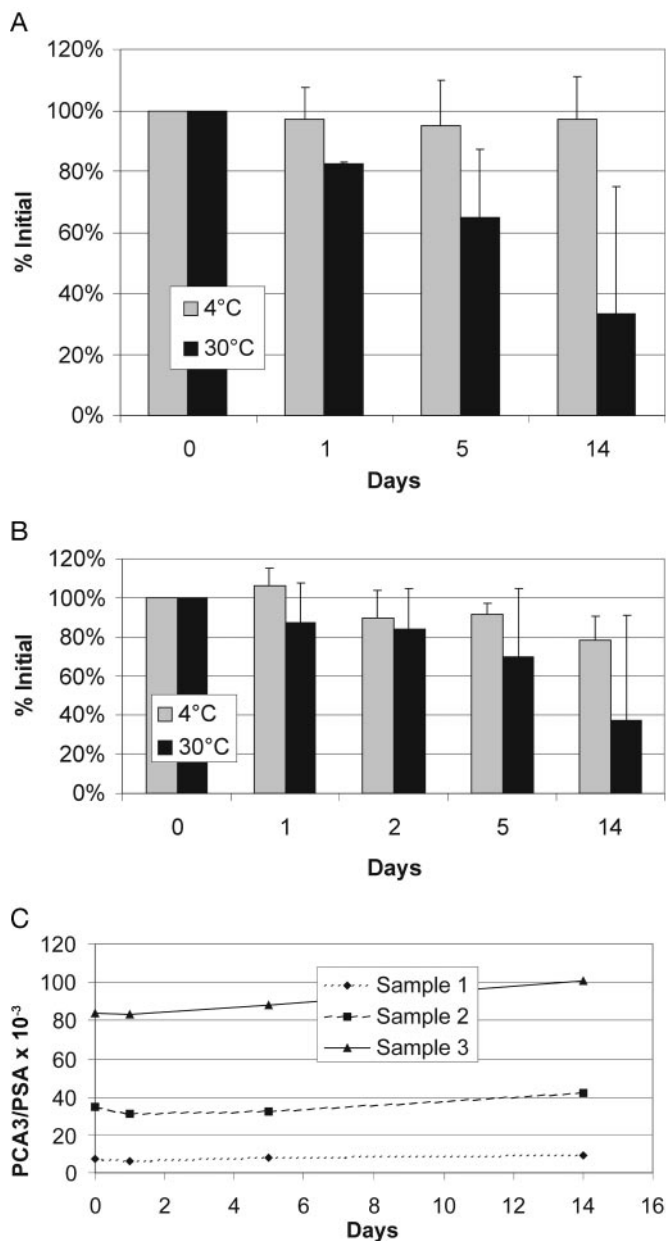 A
120%
100%
80%
60%
40%
20%
0%
% Initial
4°C
30°C
0 1 5 14
Days
B
120%
100%
80%
60%
40%
20%
0%
% Initial
4°C
30°C
0 1 2 5 14
Days
C
120
100
80
60
40
20
0
PCA3/PSA x 10⁻³
Sample 1
Sample 2
Sample 3
0 2 4 6 8 10 12 14 16
Days